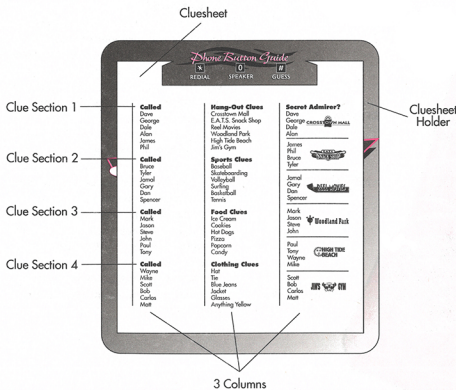 Cluesheet
Phone Button Guide
* 0 #
REDIAL SPEAKER GUESS
Clue Section 1
Clue Section 2
Clue Section 3
Clue Section 4
Called
Dave
George
Dale
Alan
James
Phil
Called
Bruce
Tyler
Jamal
Gary
Dan
Spencer
Called
Mark
Jason
Steve
John
Paul
Tony
Called
Wayne
Mike
Scott
Bob
Carlos
Matt
Hang-Out Clues
Crosstown Mall
E.A.T.S. Snack Shop
Reel Movies
Woodland Park
High Tide Beach
Jim's Gym
Sports Clues
Baseball
Skateboarding
Volleyball
Surfing
Basketball
Tennis
Food Clues
Ice Cream
Cookies
Hot Dogs
Pizza
Popcorn
Candy
Clothing Clues
Hat
Tie
Blue Jeans
Jacket
Glasses
Anything Yellow
Secret Admirer?
Dave
George
Dale
Alan
CROSSTOWN MALL
James
Phil
Bruce
Tyler
Jamal
Gary
Dan
Spencer
Mark
Jason
Steve
John
Woodland Park
Paul
Tony
Wayne
Mike
HIGH TIDE
BEACH
Scott
Bob
Carlos
Matt
JIM'S GYM
Cluesheet
Holder
3 Columns